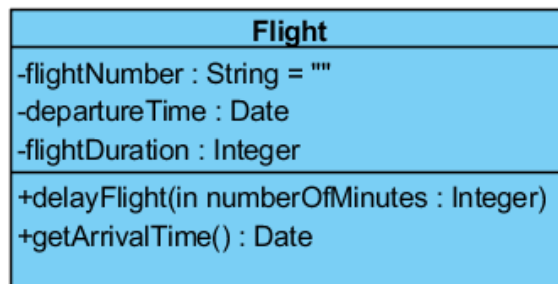 Flight
-flightNumber : String = ""
-departureTime : Date
-flightDuration : Integer
+delayFlight(in numberOfMinutes : Integer)
+getArrivalTime() : Date